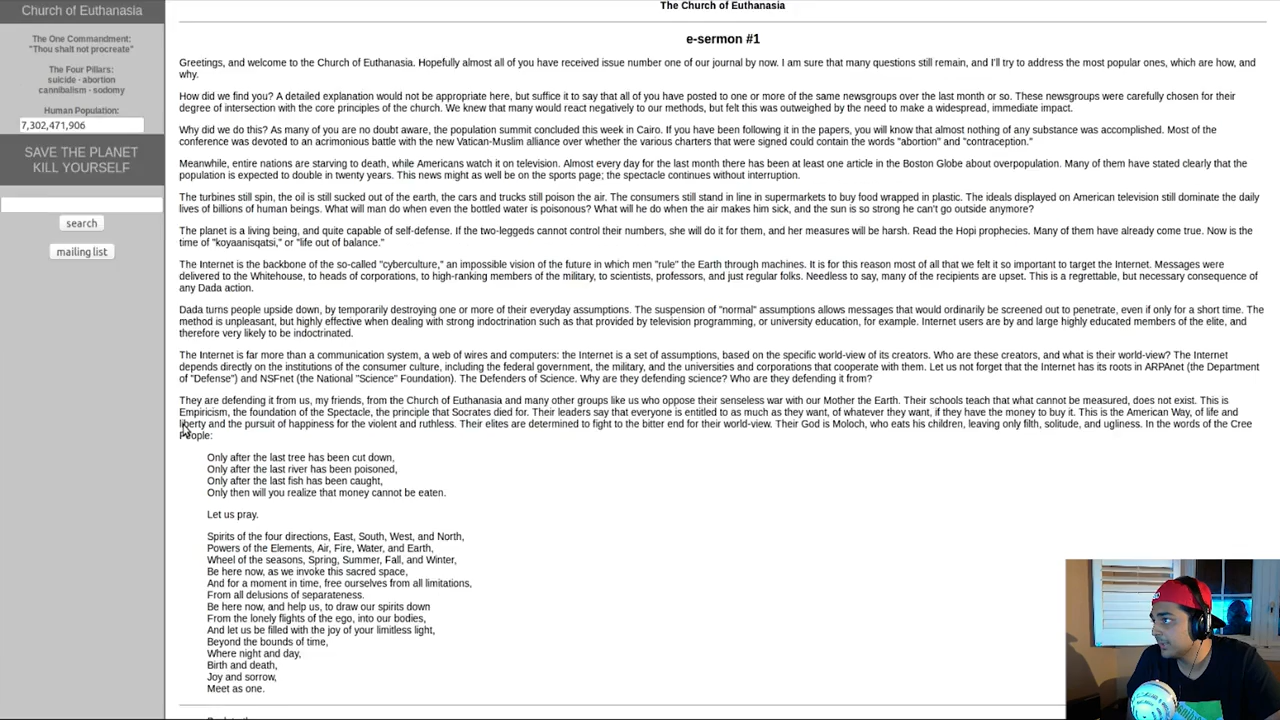 Church of Euthanasia
The One Commandment:
"Thou shalt not procreate"
The Four Pillars:
suicide · abortion
cannibalism · sodomy
Human Population:
7,302,471,906
SAVE THE PLANET
KILL YOURSELF
search
mailing list
The Church of Euthanasia
e-sermon #1
Greetings, and welcome to the Church of Euthanasia. Hopefully almost all of you have received issue number one of our journal by now. I am sure that many questions still remain, and I'll try to address the most popular ones, which are how, and
why.
How did we find you? A detailed explanation would not be appropriate here, but suffice it to say that all of you have posted to one or more of the same newsgroups over the last month or so. These newsgroups were carefully chosen for their
degree of intersection with the core principles of the church. We knew that many would react negatively to our methods, but felt this was outweighed by the need to make a widespread, immediate impact.
Why did we do this? As many of you are no doubt aware, the population summit concluded this week in Cairo. If you have been following it in the papers, you will know that almost nothing of any substance was accomplished. Most of the
conference was devoted to an acrimonious battle with the new Vatican-Muslim alliance over whether the various charters that were signed could contain the words "abortion" and "contraception."
Meanwhile, entire nations are starving to death, while Americans watch it on television. Almost every day for the last month there has been at least one article in the Boston Globe about overpopulation. Many of them have stated clearly that the
population is expected to double in twenty years. This news might as well be on the sports page; the spectacle continues without interruption.
The turbines still spin, the oil is still sucked out of the earth, the cars and trucks still poison the air. The consumers still stand in line in supermarkets to buy food wrapped in plastic. The ideals displayed on American television still dominate the daily
lives of billions of human beings. What will man do when even the bottled water is poisonous? What will he do when the air makes him sick, and the sun is so strong he can't go outside anymore?
The planet is a living being, and quite capable of self-defense. If the two-leggeds cannot control their numbers, she will do it for them, and her measures will be harsh. Read the Hopi prophecies. Many of them have already come true. Now is the
time of "koyaanisqatsi," or "life out of balance."
The Internet is the backbone of the so-called "cyberculture," an impossible vision of the future in which men "rule" the Earth through machines. It is for this reason most of all that we felt it so important to target the Internet. Messages were
delivered to the Whitehouse, to heads of corporations, to high-ranking members of the military, to scientists, professors, and just regular folks. Needless to say, many of the recipients are upset. This is a regrettable, but necessary consequence of
any Dada action.
Dada turns people upside down, by temporarily destroying one or more of their everyday assumptions. The suspension of "normal" assumptions allows messages that would ordinarily be screened out to penetrate, even if only for a short time. The
method is unpleasant, but highly effective when dealing with strong indoctrination such as that provided by television programming, or university education, for example. Internet users are by and large highly educated members of the elite, and
therefore very likely to be indoctrinated.
The Internet is far more than a communication system, a web of wires and computers: the Internet is a set of assumptions, based on the specific world-view of its creators. Who are these creators, and what is their world-view? The Internet
depends directly on the institutions of the consumer culture, including the federal government, the military, and the universities and corporations that cooperate with them. Let us not forget that the Internet has its roots in ARPAnet (the Department
of "Defense") and NSFnet (the National "Science" Foundation). The Defenders of Science. Why are they defending science? Who are they defending it from?
They are defending it from us, my friends, from the Church of Euthanasia and many other groups like us who oppose their senseless war with our Mother the Earth. Their schools teach that what cannot be measured, does not exist. This is
Empiricism, the foundation of the Spectacle, the principle that Socrates died for. Their leaders say that everyone is entitled to as much as they want, of whatever they want, if they have the money to buy it. This is the American Way, of life and
liberty and the pursuit of happiness for the violent and ruthless. Their elites are determined to fight to the bitter end for their world-view. Their God is Moloch, who eats his children, leaving only filth, solitude, and ugliness. In the words of the Cree
People:
Only after the last tree has been cut down,
Only after the last river has been poisoned,
Only after the last fish has been caught,
Only then will you realize that money cannot be eaten.
Let us pray.
Spirits of the four directions, East, South, West, and North,
Powers of the Elements, Air, Fire, Water, and Earth,
Wheel of the seasons, Spring, Summer, Fall, and Winter,
Be here now, as we invoke this sacred space,
And for a moment in time, free ourselves from all limitations,
From all delusions of separateness.
Be here now, and help us, to draw our spirits down
From the lonely flights of the ego, into our bodies,
And let us be filled with the joy of your limitless light,
Beyond the bounds of time,
Where night and day,
Birth and death,
Joy and sorrow,
Meet as one.